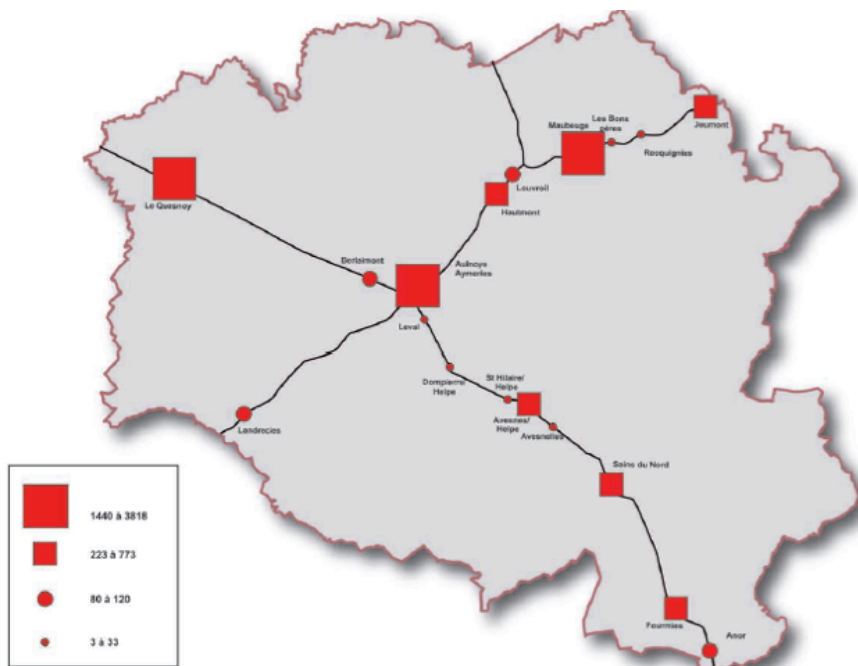 Jeumont
Les Bons
pères
Maubeuge
Rocquignies
Louvroil
Hautmont
Le Quesnoy
Berlaimont
Aulnoye
Aymeries
Leval
Dompierre/
Helpe
St Hilaire/
Helpe
Avesnes/
Helpe
Avesnelles
Landrecies
Sains du Nord
Fourmies
Anor
1440 à 3818
223 à 773
80 à 120
3 à 33